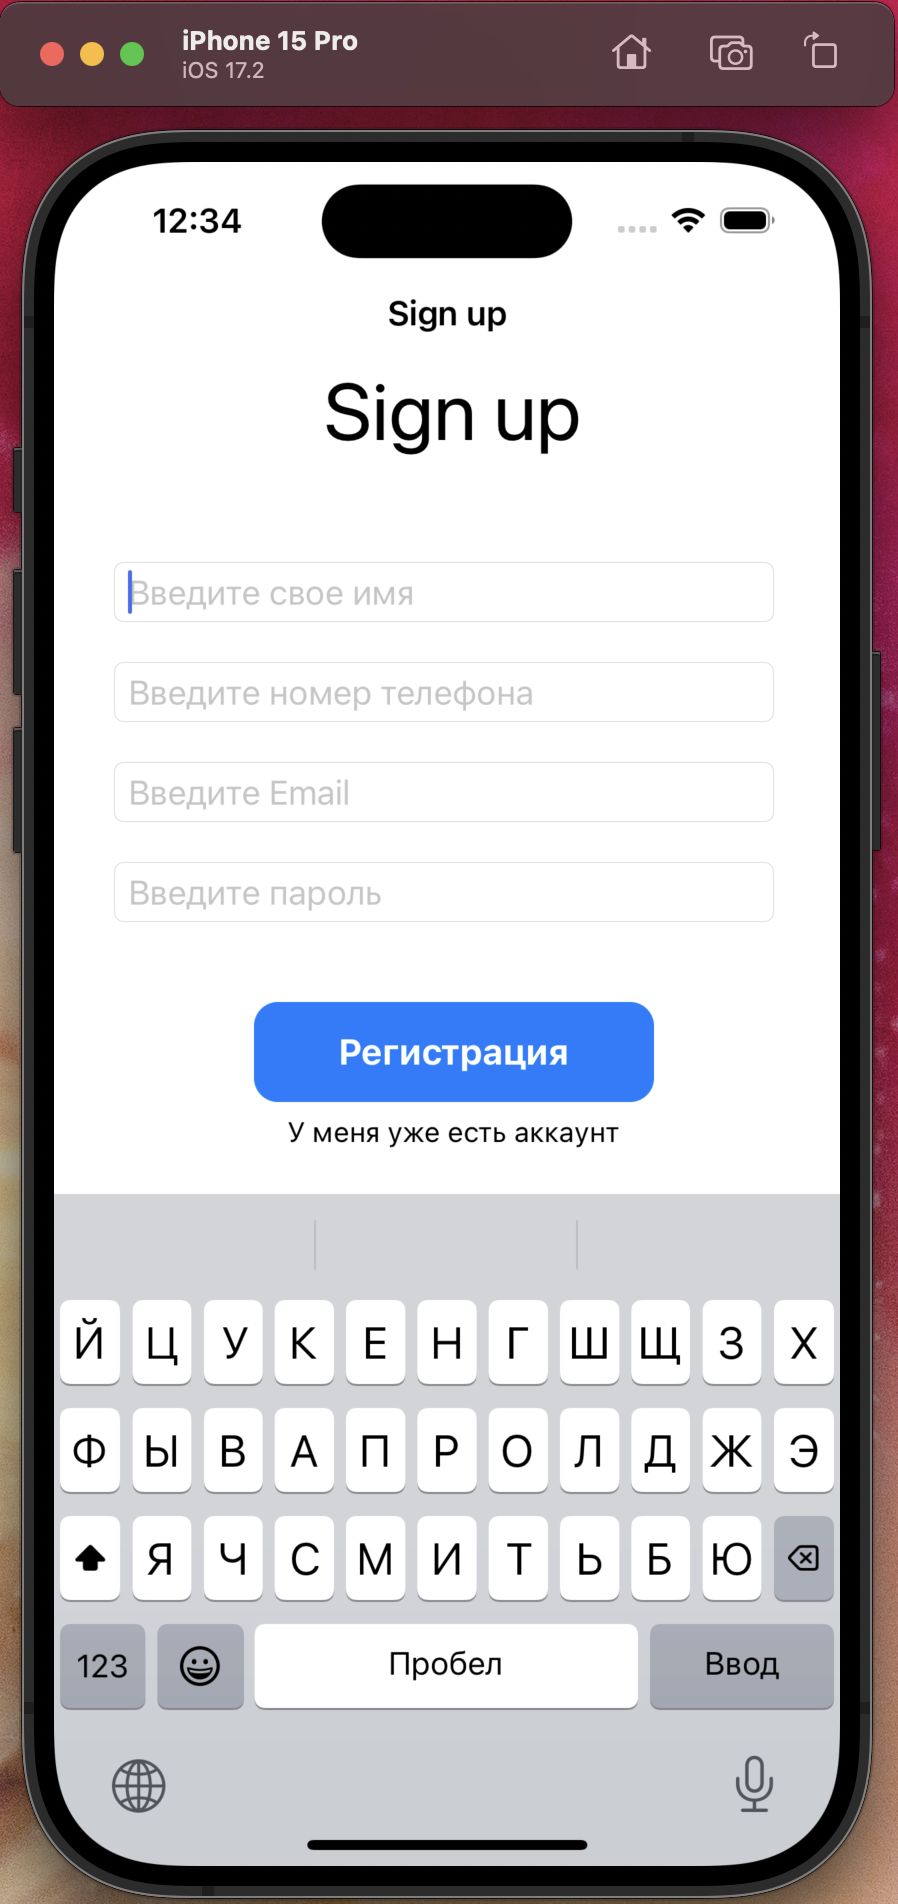 iPhone 15 Pro
iOS 17.2
12:34
Sign up
Sign up
Введите свое имя
Введите номер телефона
Введите Email
Введите пароль
Регистрация
У меня уже есть аккаунт
Й Ц У К Е Н Г Ш Щ З Х
Ф Ы В А П Р О Л Д Ж Э
Я Ч С М И Т Ь Б Ю
123 Пробел Ввод